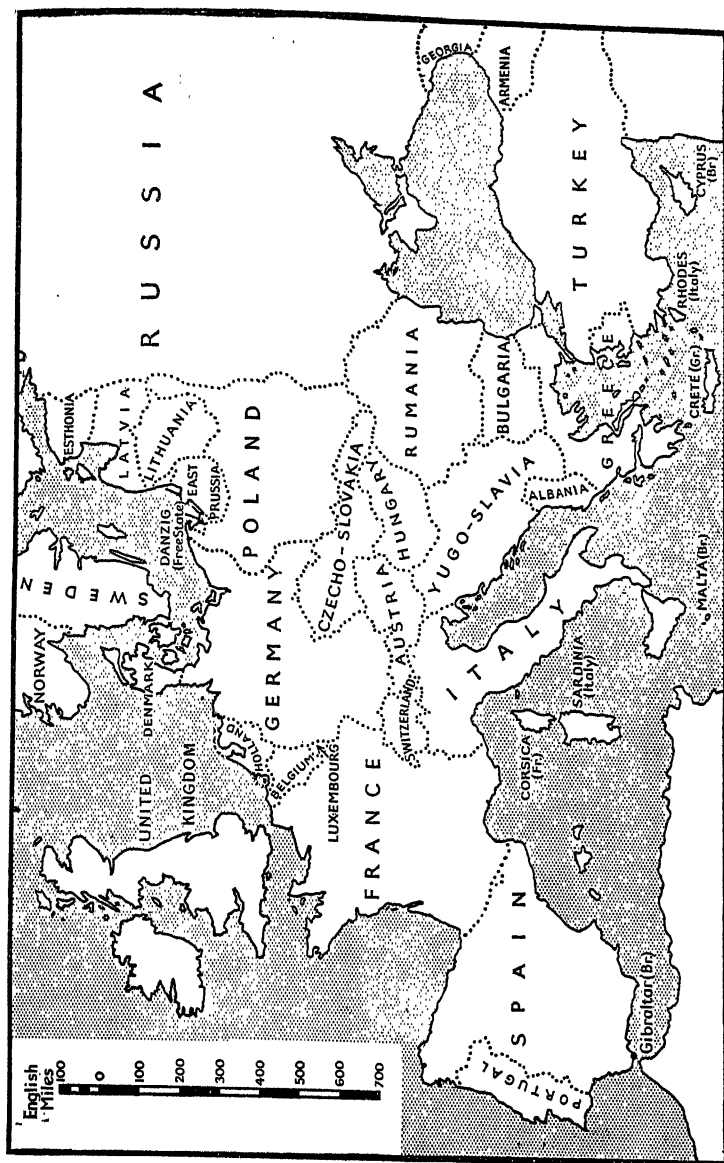 English
Miles
100
0
100
200
300
400
500
600
700
NORWAY
SWEDEN
ESTHONIA
LATVIA
LITHUANIA
RUSSIA
UNITED
KINGDOM
DENMARK
DANZIG
(FreeState)
EAST
PRUSSIA
HOLLAND
BELGIUM
LUXEMBOURG
GERMANY
POLAND
FRANCE
CZECHO-SLOVAKIA
SWITZERLAND
AUSTRIA
HUNGARY
RUMANIA
GEORGIA
ARMENIA
ITALY
YUGO-SLAVIA
BULGARIA
ALBANIA
GREECE
TURKEY
PORTUGAL
SPAIN
CORSICA
(Fr)
SARDINIA
(Italy)
Gibraltar(Br)
MALTA(Br)
CRETE(Gr.)
RHODES
(Italy)
CYPRUS
(Br)